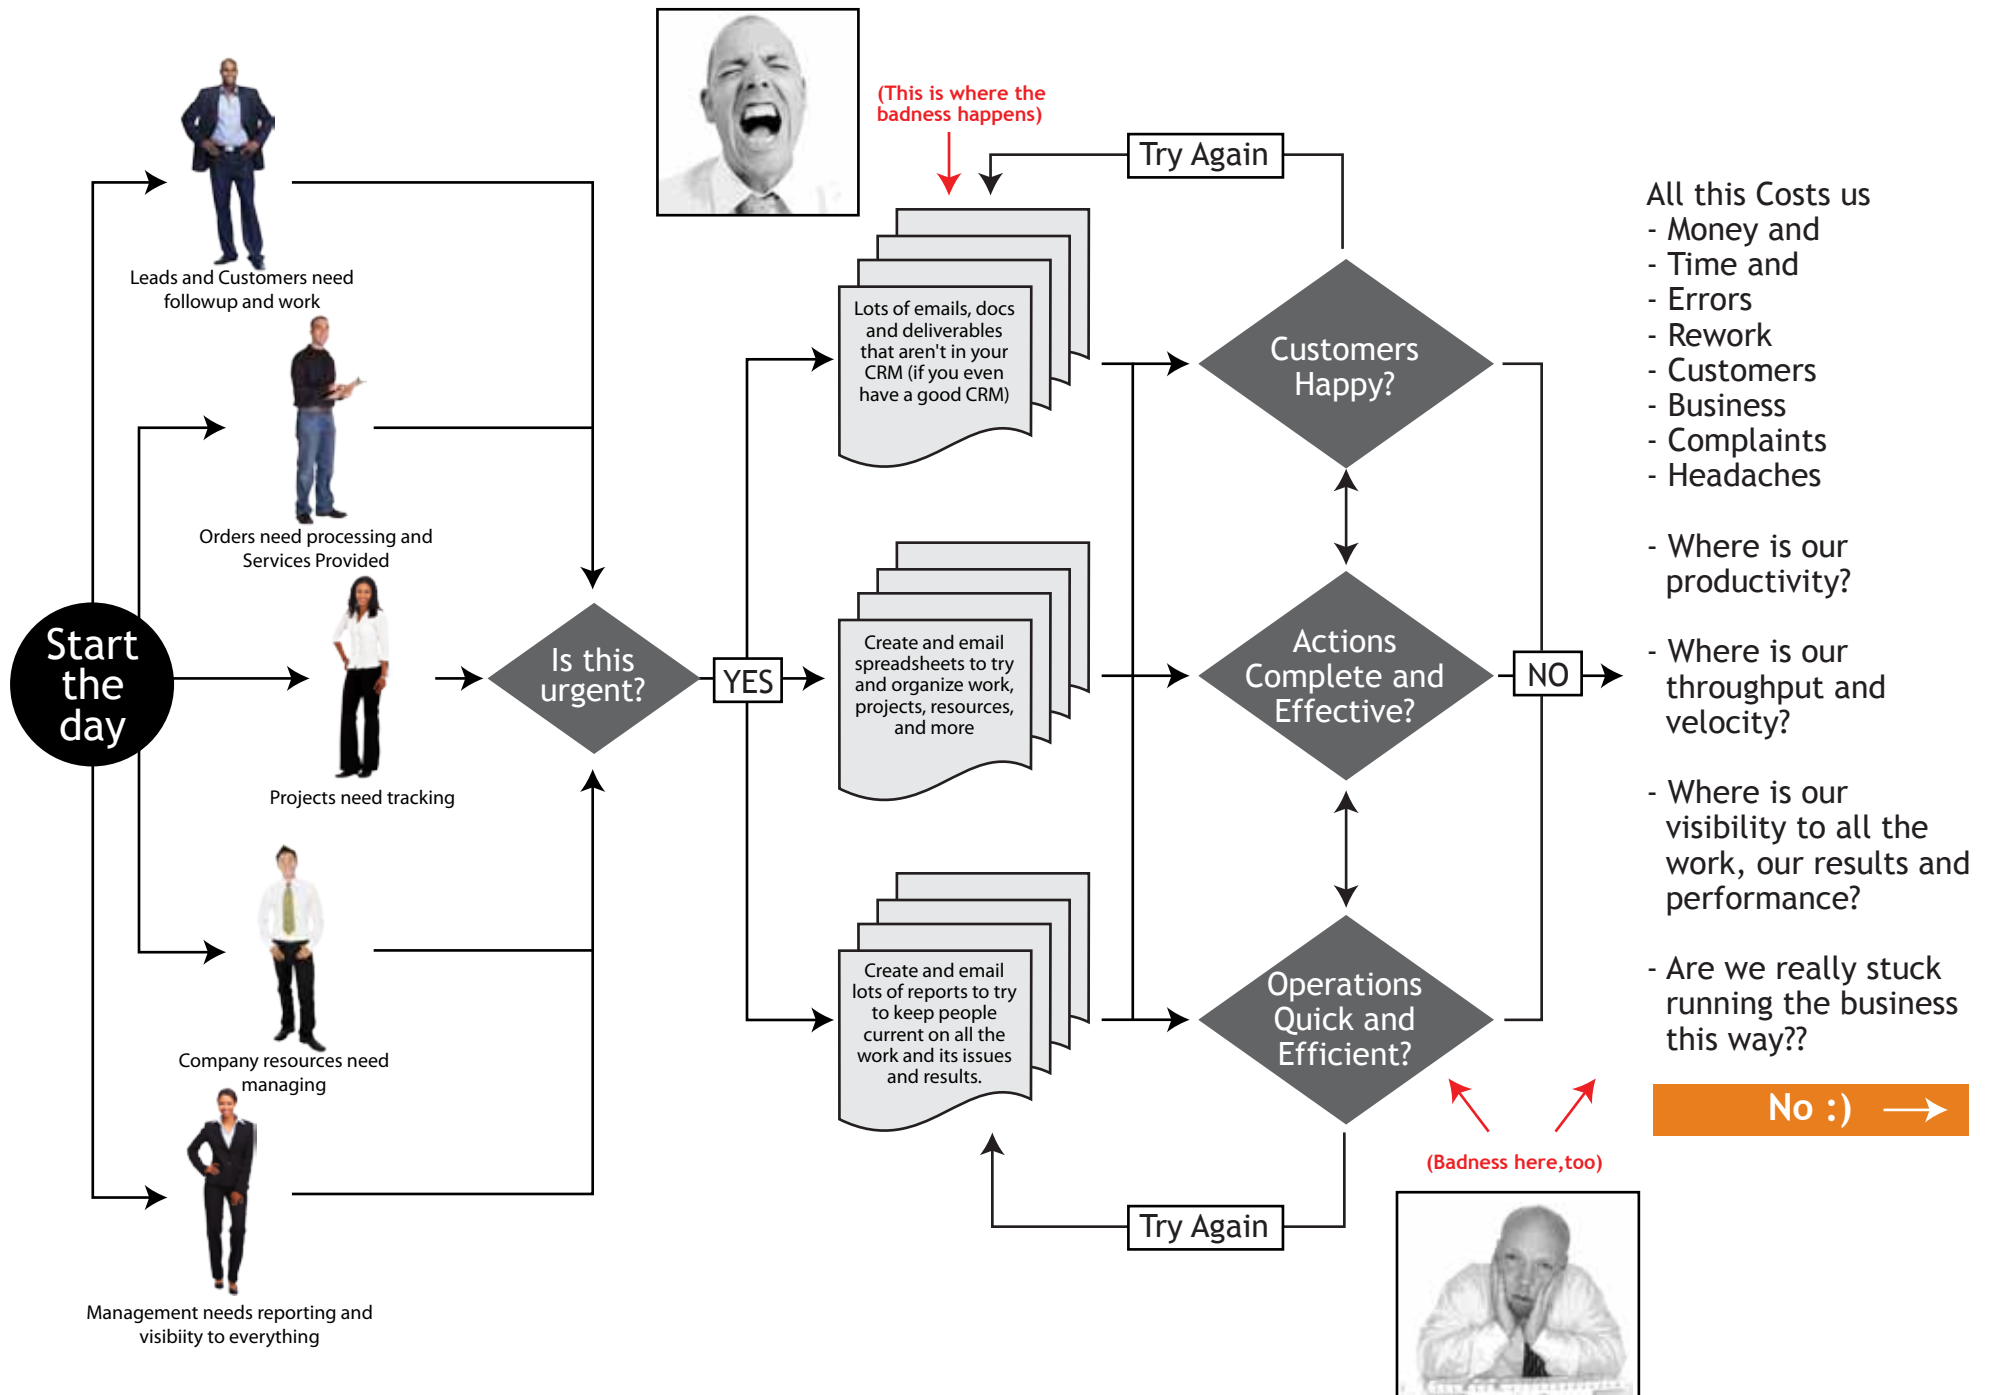 Start
the
day
Leads and Customers need
followup and work
Orders need processing and
Services Provided
Projects need tracking
Company resources need
managing
Management needs reporting and
visibiity to everything
Is this
urgent?
YES
(This is where the
badness happens)
Try Again
Lots of emails, docs
and deliverables
that aren't in your
CRM (if you even
have a good CRM)
Create and email
spreadsheets to try
and organize work,
projects, resources,
and more
Create and email
lots of reports to try
to keep people
current on all the
work and its issues
and results.
Customers
Happy?
Actions
Complete and
Effective?
Operations
Quick and
Efficient?
Try Again
NO
(Badness here,too)
All this Costs us
- Money and
- Time and
- Errors
- Rework
- Customers
- Business
- Complaints
- Headaches
- Where is our
productivity?
- Where is our
throughput and
velocity?
- Where is our
visibility to all the
work, our results and
performance?
- Are we really stuck
running the business
this way??
No :)